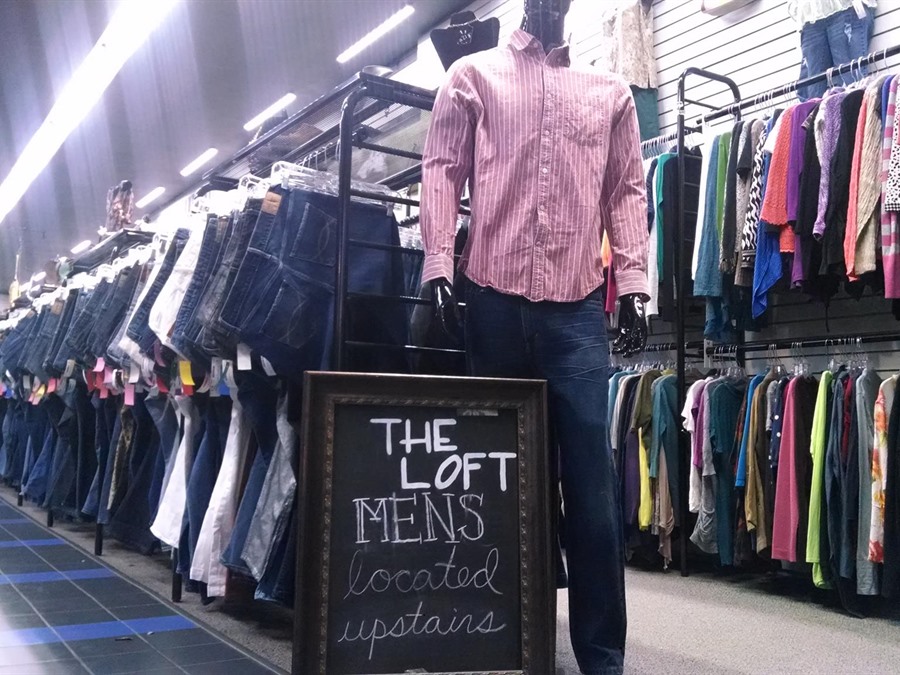 THE
LOFT
MENS
located
upstairs